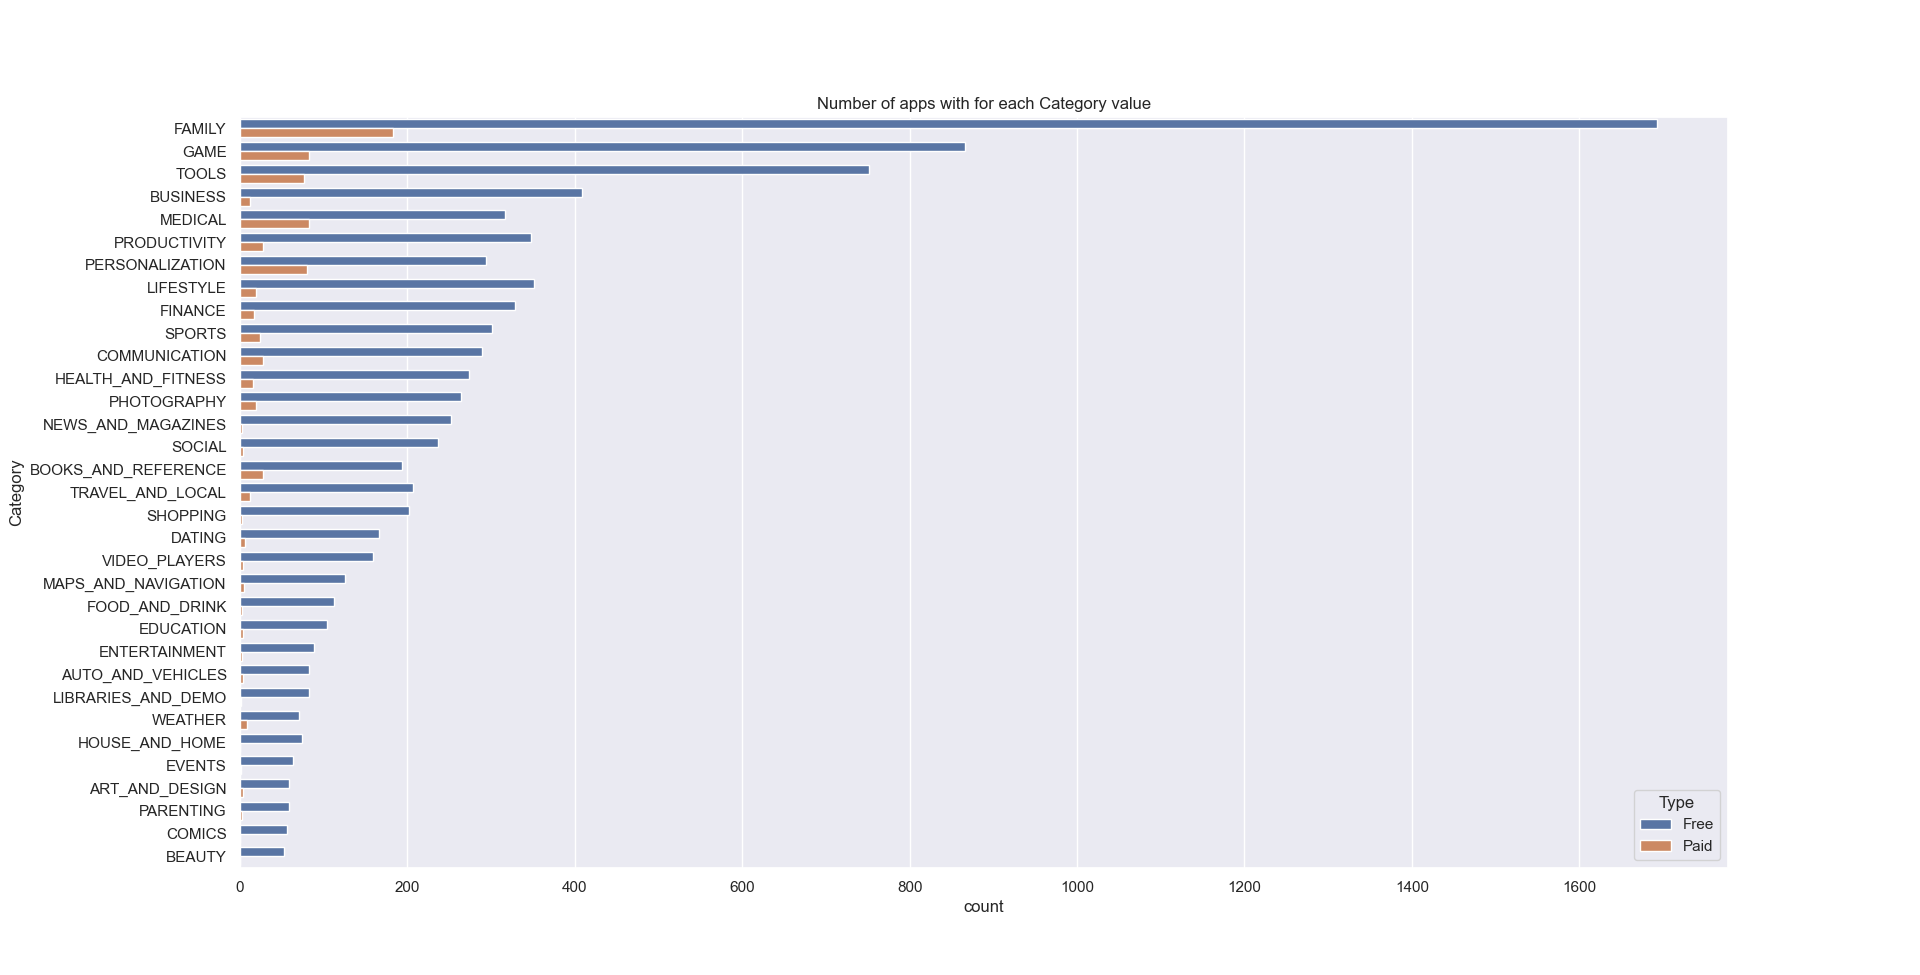 Number of apps with for each Category value
Category
FAMILY
GAME
TOOLS
BUSINESS
MEDICAL
PRODUCTIVITY
PERSONALIZATION
LIFESTYLE
FINANCE
SPORTS
COMMUNICATION
HEALTH_AND_FITNESS
PHOTOGRAPHY
NEWS_AND_MAGAZINES
SOCIAL
BOOKS_AND_REFERENCE
TRAVEL_AND_LOCAL
SHOPPING
DATING
VIDEO_PLAYERS
MAPS_AND_NAVIGATION
FOOD_AND_DRINK
EDUCATION
ENTERTAINMENT
AUTO_AND_VEHICLES
LIBRARIES_AND_DEMO
WEATHER
HOUSE_AND_HOME
EVENTS
ART_AND_DESIGN
PARENTING
COMICS
BEAUTY
Type
Free
Paid
0 200 400 600 800 1000 1200 1400 1600
count